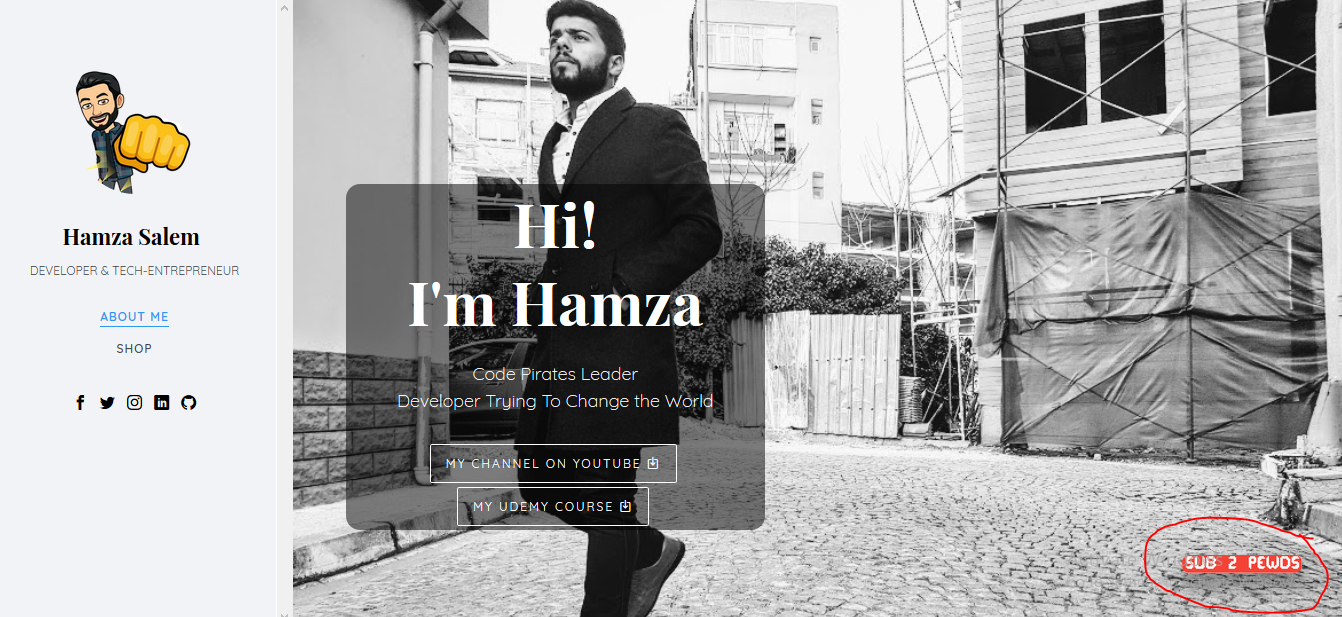 Hamza Salem
DEVELOPER & TECH-ENTREPRENEUR
ABOUT ME
SHOP
Hi!
I'm Hamza
Code Pirates Leader
Developer Trying To Change the World
MY CHANNEL ON YOUTUBE
MY UDEMY COURSE
SUB 2 PEWDS